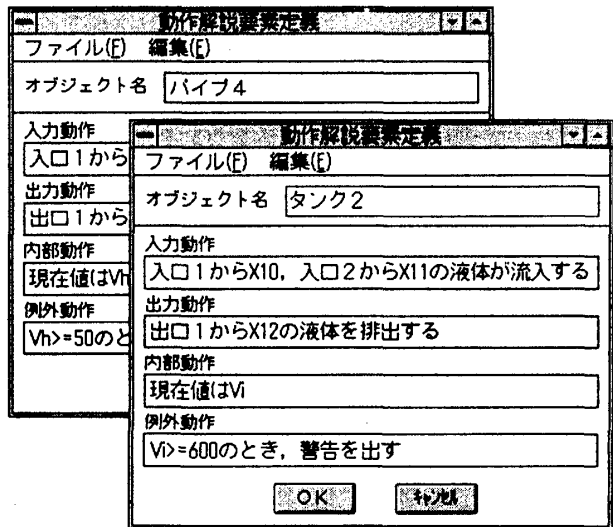 動作解説要素定義
ファイル(F) 編集(E)
オブジェクト名 パイプ4
入力動作
入口1から
出力動作
出口1から
内部動作
現在値はVh
例外動作
Vh>=50のと
動作解説要素定義
ファイル(F) 編集(E)
オブジェクト名 タンク2
入力動作
入口1からX10，入口2からX11の液体が流入する
出力動作
出口1からX12の液体を排出する
内部動作
現在値はVi
例外動作
Vi>=600のとき，警告を出す
OK キャンセル